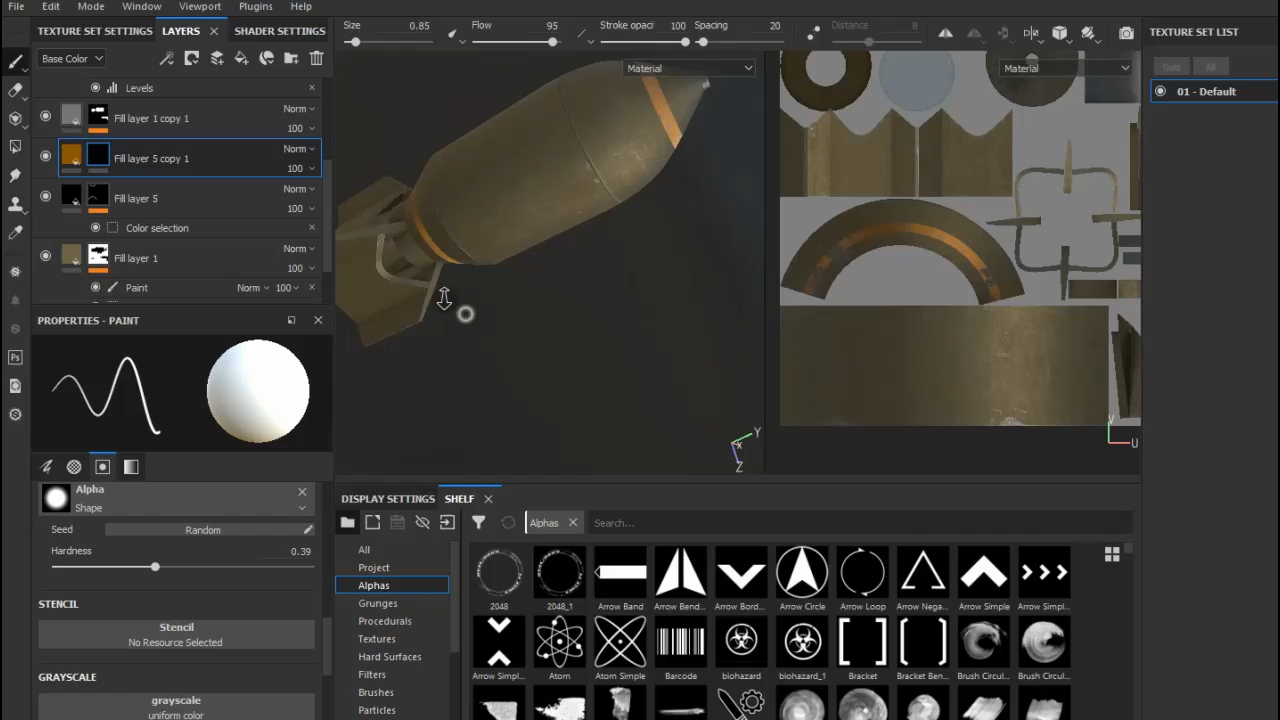 File Edit Mode Window Viewport Plugins Help
TEXTURE SET SETTINGS LAYERS SHADER SETTINGS
Size 0.85 Flow 95 Stroke opaci 100 Spacing 20 Distance 8
TEXTURE SET LIST
Base Color
Material
Material
Solo All
01 - Default
Levels
Fill layer 1 copy 1 Norm 100
Fill layer 5 copy 1 Norm 100
Fill layer 5 Norm 100
Color selection
Fill layer 1 Norm 100
Paint Norm 100
PROPERTIES - PAINT
Ps
Alpha
Shape
Seed Random
Hardness 0.39
STENCIL
Stencil
No Resource Selected
GRAYSCALE
grayscale
uniform color
Y
X
Z
V
U
DISPLAY SETTINGS SHELF
Alphas Search...
All
Project
Alphas
Grunges
Procedurals
Textures
Hard Surfaces
Filters
Brushes
Particles
2048 2048_1 Arrow Band Arrow Bend... Arrow Bord... Arrow Circle Arrow Loop Arrow Nega... Arrow Simple Arrow Simpl...
Arrow Simpl... Atom Atom Simple Barcode biohazard biohazard_1 Bracket Bracket Ben... Brush Circul... Brush Circul...